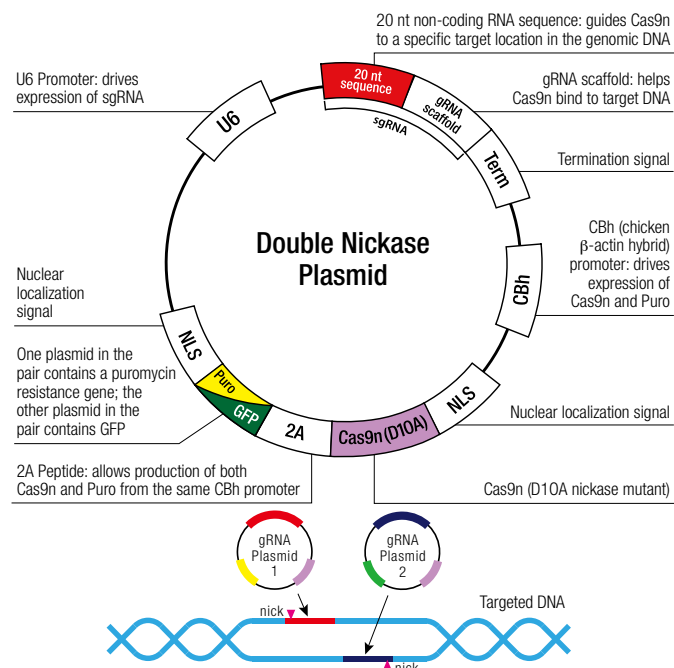 20 nt non-coding RNA sequence: guides Cas9n
to a specific target location in the genomic DNA
U6 Promoter: drives
expression of sgRNA
20 nt
sequence
gRNA
scaffold
gRNA scaffold: helps
Cas9n bind to target DNA
U6
sgRNA
Term
Termination signal
Double Nickase
Plasmid
CBh (chicken
β-actin hybrid)
promoter: drives
expression of
Cas9n and Puro
CBh
Nuclear
localization
signal
NLS
One plasmid in the
pair contains a puromycin
resistance gene; the
other plasmid in the
pair contains GFP
Puro
GFP
2A
Cas9n (D10A)
NLS
Nuclear localization signal
2A Peptide: allows production of both
Cas9n and Puro from the same CBh promoter
Cas9n (D10A nickase mutant)
gRNA
Plasmid
1
gRNA
Plasmid
2
nick
Targeted DNA
nick